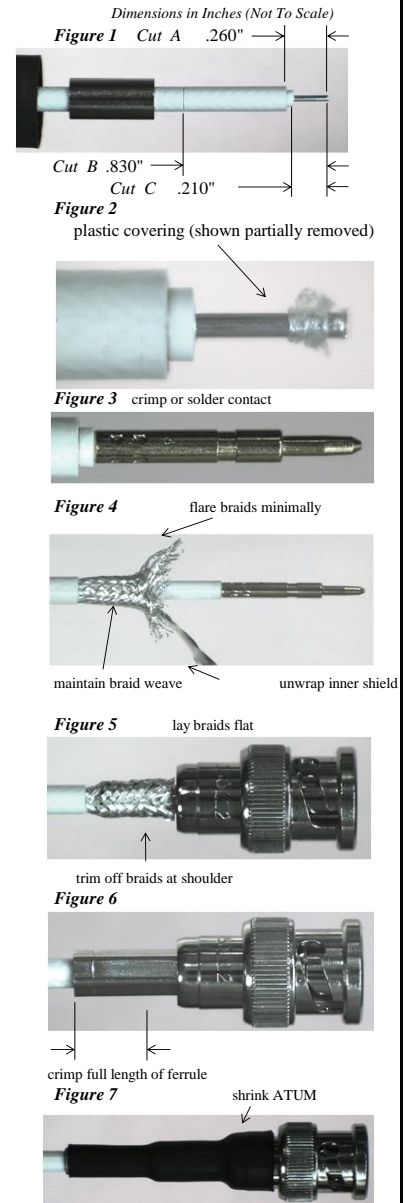 Dimensions in Inches (Not To Scale)
Figure 1 Cut A .260"
Cut B .830"
Cut C .210"
Figure 2
plastic covering (shown partially removed)
Figure 3 crimp or solder contact
Figure 4 flare braids minimally
maintain braid weave unwrap inner shield
Figure 5 lay braids flat
trim off braids at shoulder
Figure 6
crimp full length of ferrule
Figure 7 shrink ATUM